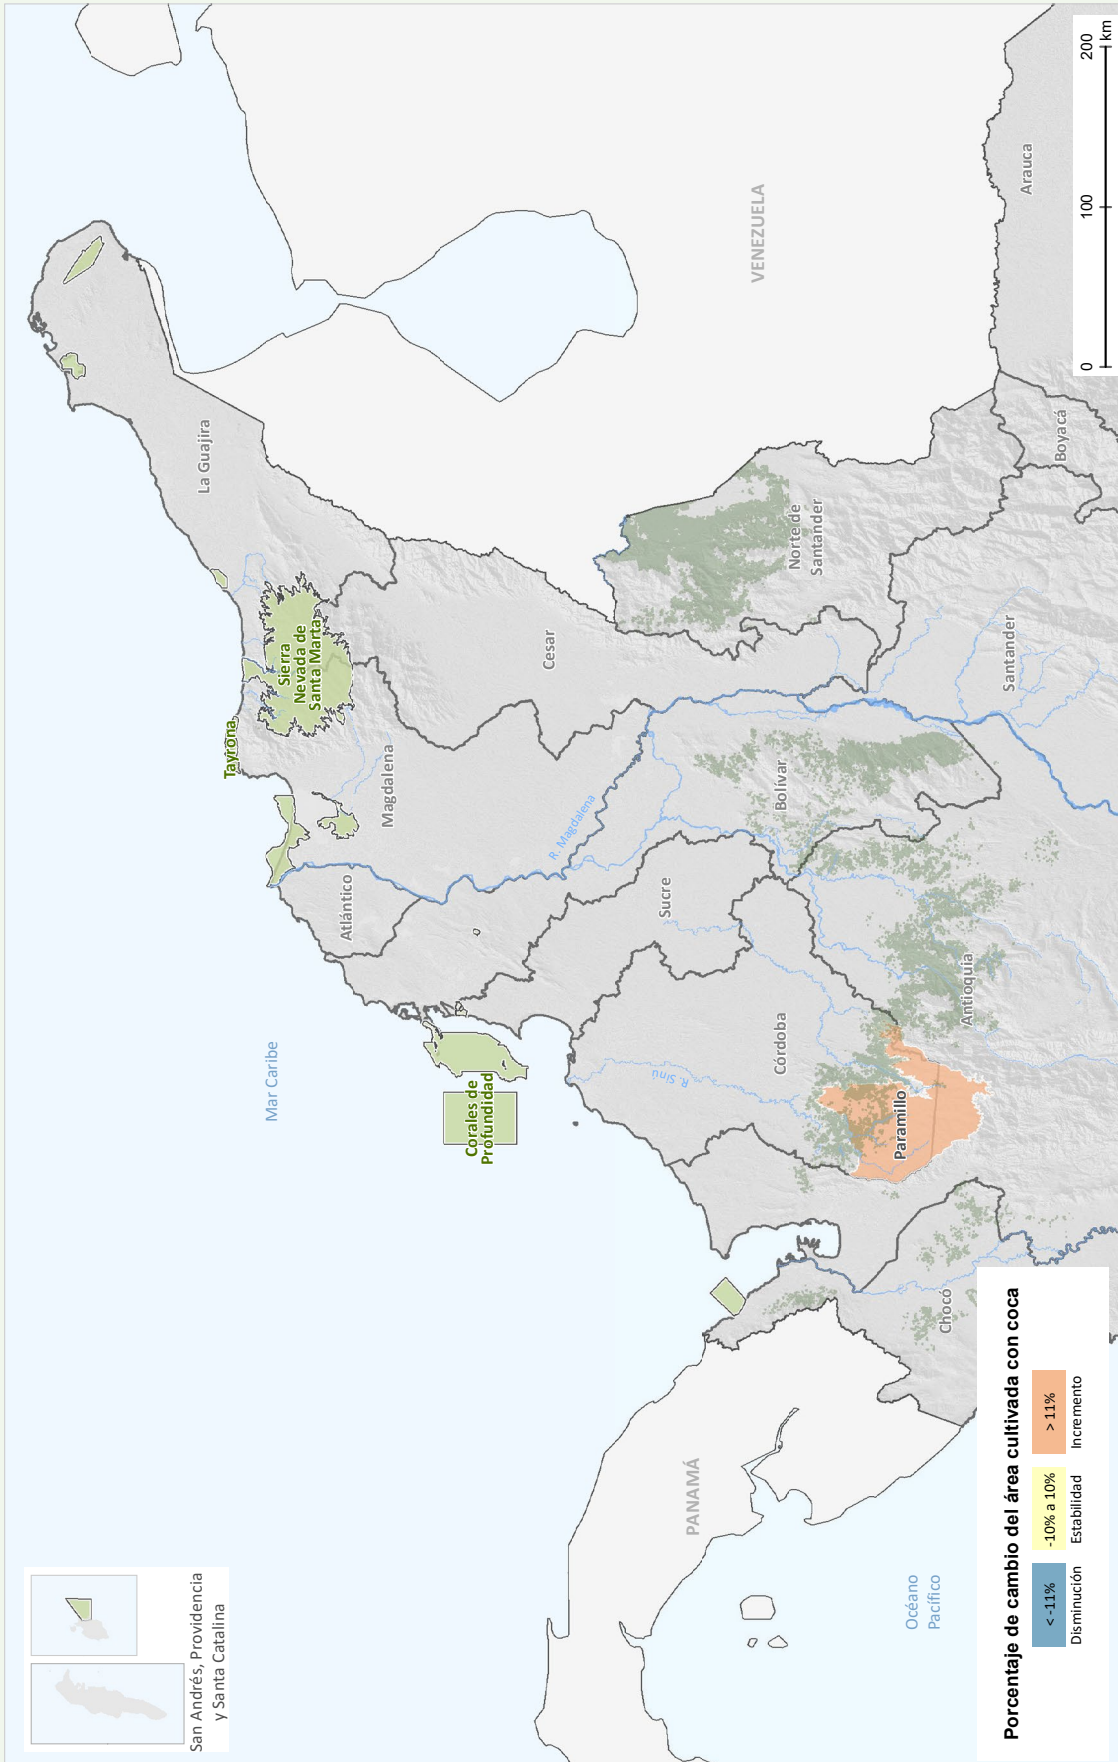 San Andrés, Providencia
y Santa Catalina
Mar Caribe
Tayrona
Sierra
Nevada de
Santa Marta
La Guajira
Atlántico
Magdalena
Cesar
Corales de
Profundidad
R. Magdalena
Sucre
R. Sinú
Córdoba
Bolívar
Norte de
Santander
VENEZUELA
PANAMÁ
Paramillo
Antioquia
Santander
Boyacá
Arauca
Chocó
Océano
Pacífico
Porcentaje de cambio del área cultivada con coca
< -11%
-10% a 10%
> 11%
Disminución
Estabilidad
Incremento
0
100
200
km